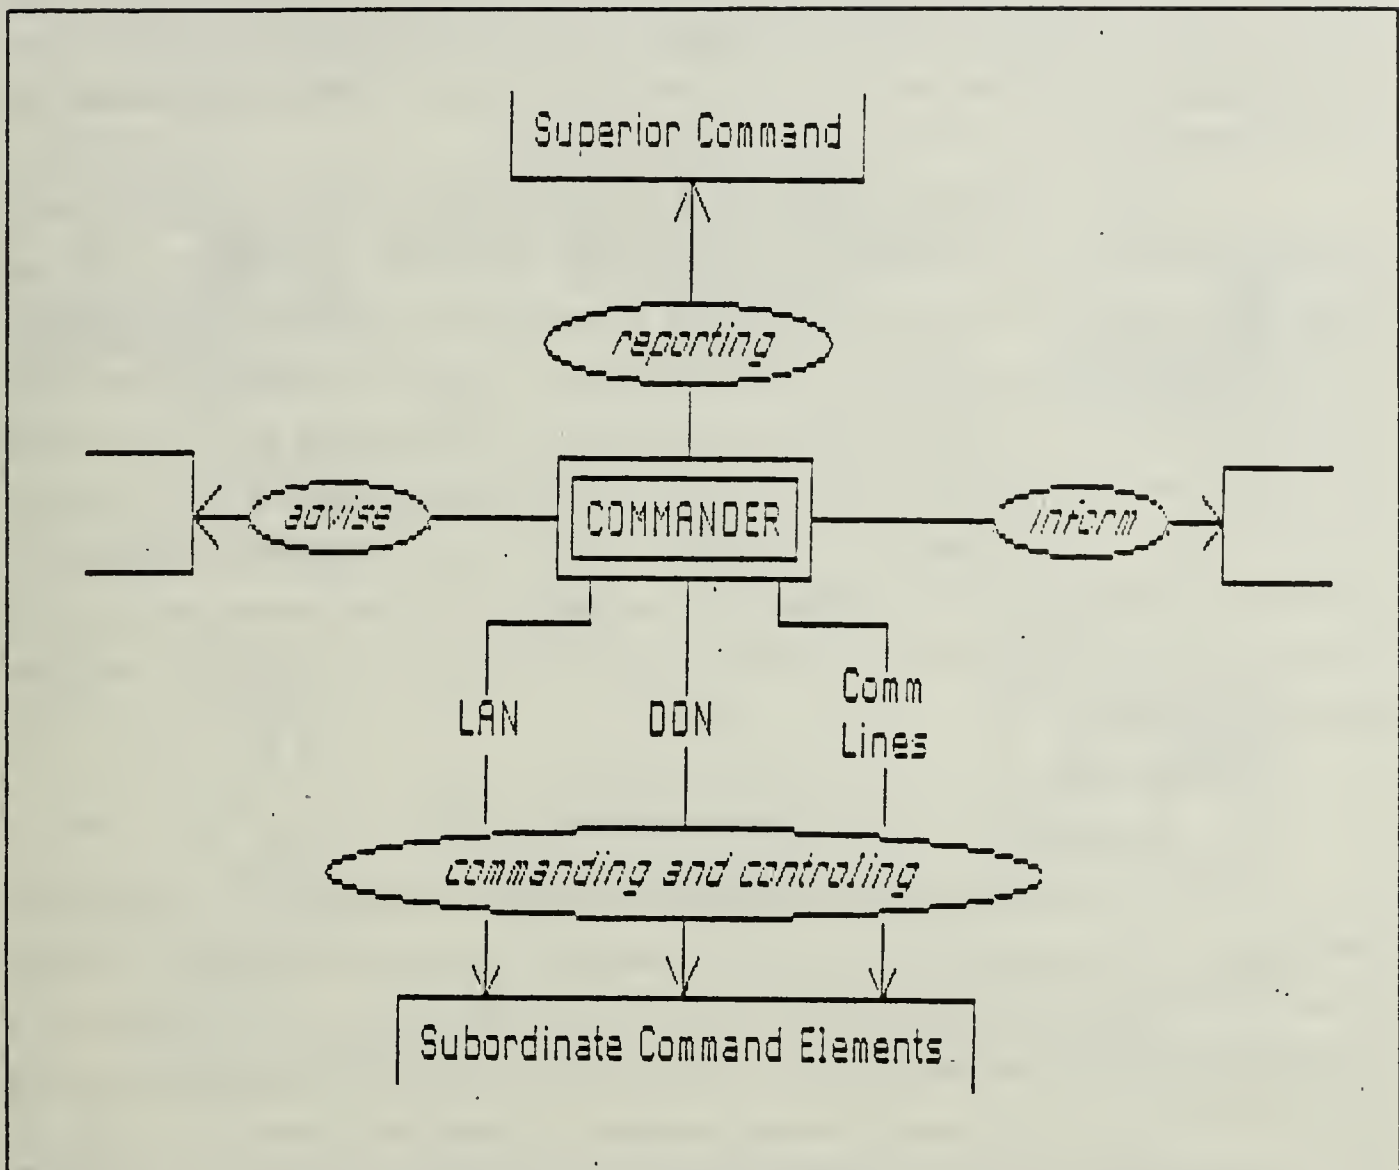 Superior Command
reporting
advise
COMMANDER
inform
LAN
DDN
Comm
Lines
commanding and controling
Subordinate Command Elements